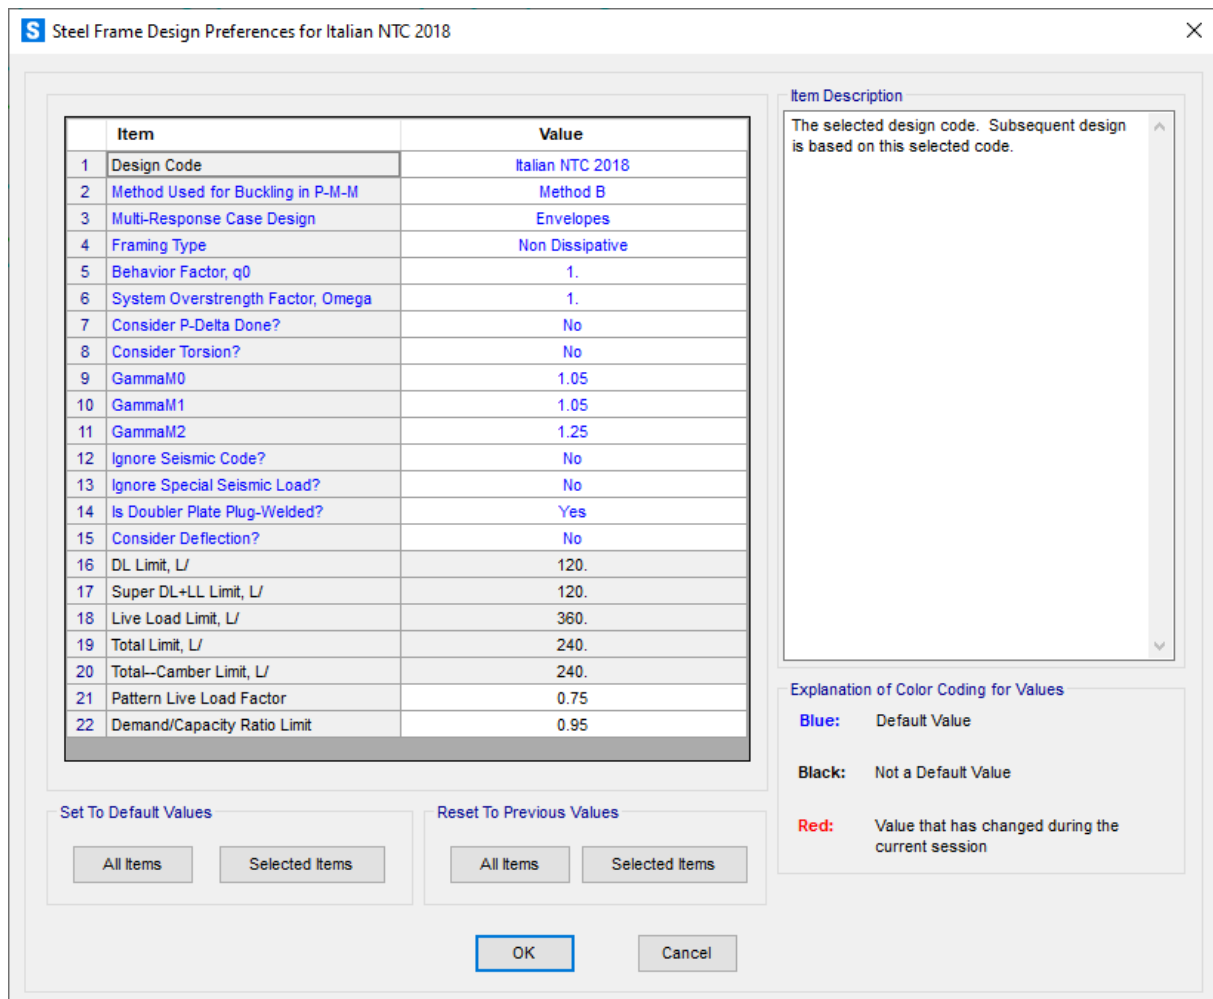 S Steel Frame Design Preferences for Italian NTC 2018
Item Value
1 Design Code Italian NTC 2018
2 Method Used for Buckling in P-M-M Method B
3 Multi-Response Case Design Envelopes
4 Framing Type Non Dissipative
5 Behavior Factor, q0 1.
6 System Overstrength Factor, Omega 1.
7 Consider P-Delta Done? No
8 Consider Torsion? No
9 GammaM0 1.05
10 GammaM1 1.05
11 GammaM2 1.25
12 Ignore Seismic Code? No
13 Ignore Special Seismic Load? No
14 Is Doubler Plate Plug-Welded? Yes
15 Consider Deflection? No
16 DL Limit, L/ 120.
17 Super DL+LL Limit, L/ 120.
18 Live Load Limit, L/ 360.
19 Total Limit, L/ 240.
20 Total--Camber Limit, L/ 240.
21 Pattern Live Load Factor 0.75
22 Demand/Capacity Ratio Limit 0.95
Item Description
The selected design code. Subsequent design
is based on this selected code.
Explanation of Color Coding for Values
Blue: Default Value
Black: Not a Default Value
Red: Value that has changed during the
current session
Set To Default Values
All Items Selected Items
Reset To Previous Values
All Items Selected Items
OK Cancel